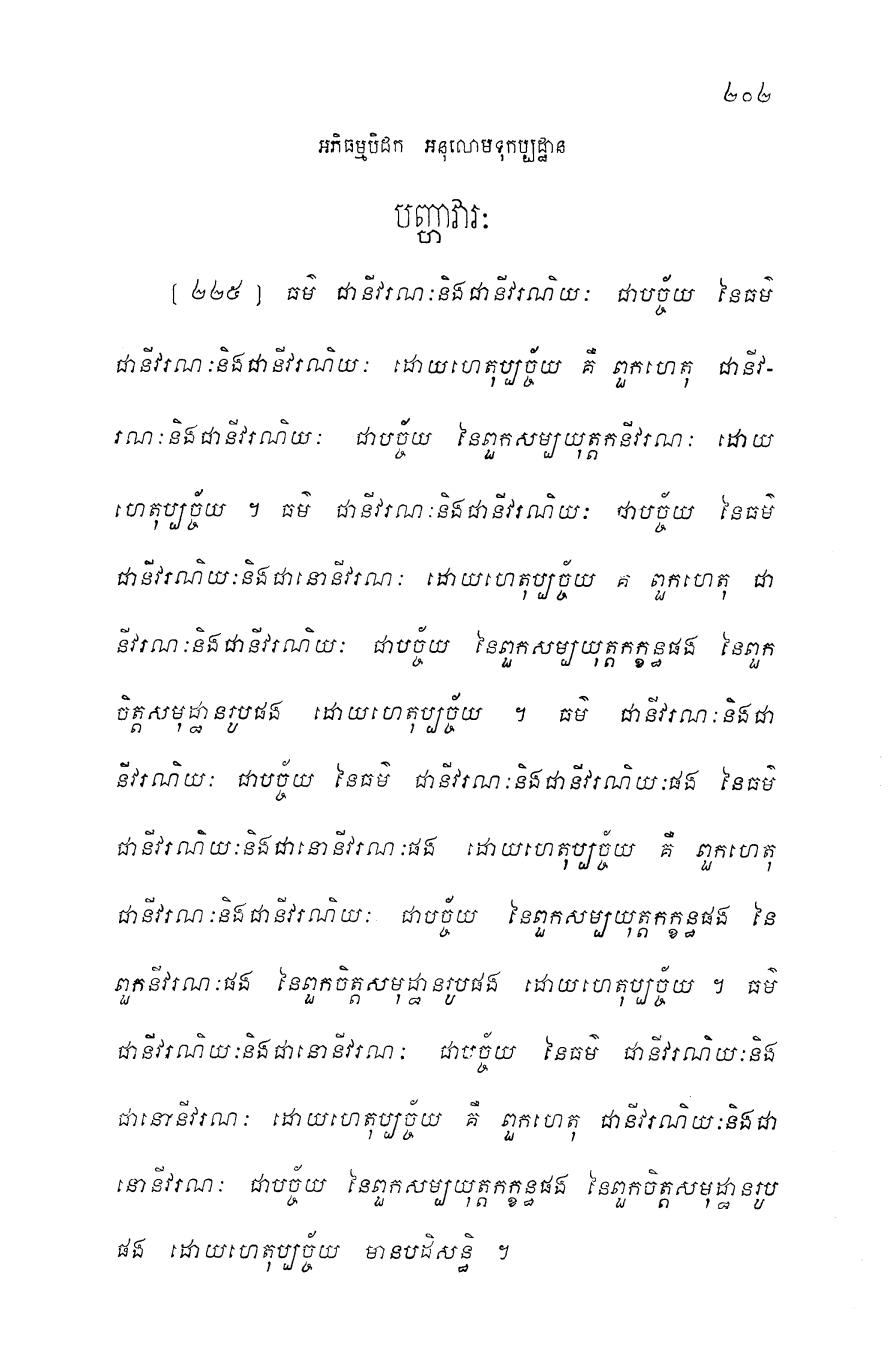 ២០២
អភិធម្មបិដក អនុលោមទុកប្បដ្ឋាន
បញ្ហាវារៈ
[ ២២៥ ] ធម៌ ជានីវរណៈនិងជានីវរណិយៈ ជាបច្ច័យ នៃធម៌
ជានីវរណៈនិងជានីវរណិយៈ ដោយហេតុប្បច្ច័យ គឺ ពួកហេតុ ជានីវ-
រណៈនិងជានីវរណិយៈ ជាបច្ច័យ នៃពួកសម្បយុត្តកនីវរណៈ ដោយ
ហេតុប្បច្ច័យ ។ ធម៌ ជានីវរណៈនិងជានីវរណិយៈ ជាបច្ច័យ នៃធម៌
ជានីវរណិយៈនិងជានោនីវរណៈ ដោយហេតុប្បច្ច័យ គ ពួកហេតុ ជា
នីវរណៈនិងជានីវរណិយៈ ជាបច្ច័យ នៃពួកសម្បយុត្តកក្ខន្ធផង នៃពួក
ចិត្តសមុដ្ឋានរូបផង ដោយហេតុប្បច្ច័យ ។ ធម៌ ជានីវរណៈនិងជា
នីវរណិយៈ ជាបច្ច័យ នៃធម៌ ជានីវរណៈនិងជានីវរណិយៈផង នៃធម៌
ជានីវរណិយៈនិងជានោនីវរណៈផង ដោយហេតុប្បច្ច័យ គឺ ពួកហេតុ
ជានីវរណៈនិងជានីវរណិយៈ ជាបច្ច័យ នៃពួកសម្បយុត្តកក្ខន្ធផង នៃ
ពួកនីវរណៈផង នៃពួកចិត្តសមុដ្ឋានរូបផង ដោយហេតុប្បច្ច័យ ។ ធម៌
ជានីវរណិយៈនិងជានោនីវរណៈ ជាបច្ច័យ នៃធម៌ ជានីវរណិយៈនិង
ជានោនីវរណៈ ដោយហេតុប្បច្ច័យ គឺ ពួកហេតុ ជានីវរណិយៈនិងជា
នោនីវរណៈ ជាបច្ច័យ នៃពួកសម្បយុត្តកក្ខន្ធផង នៃពួកចិត្តសមុដ្ឋានរូប
ផង ដោយហេតុប្បច្ច័យ មានបដិសន្ធិ ។